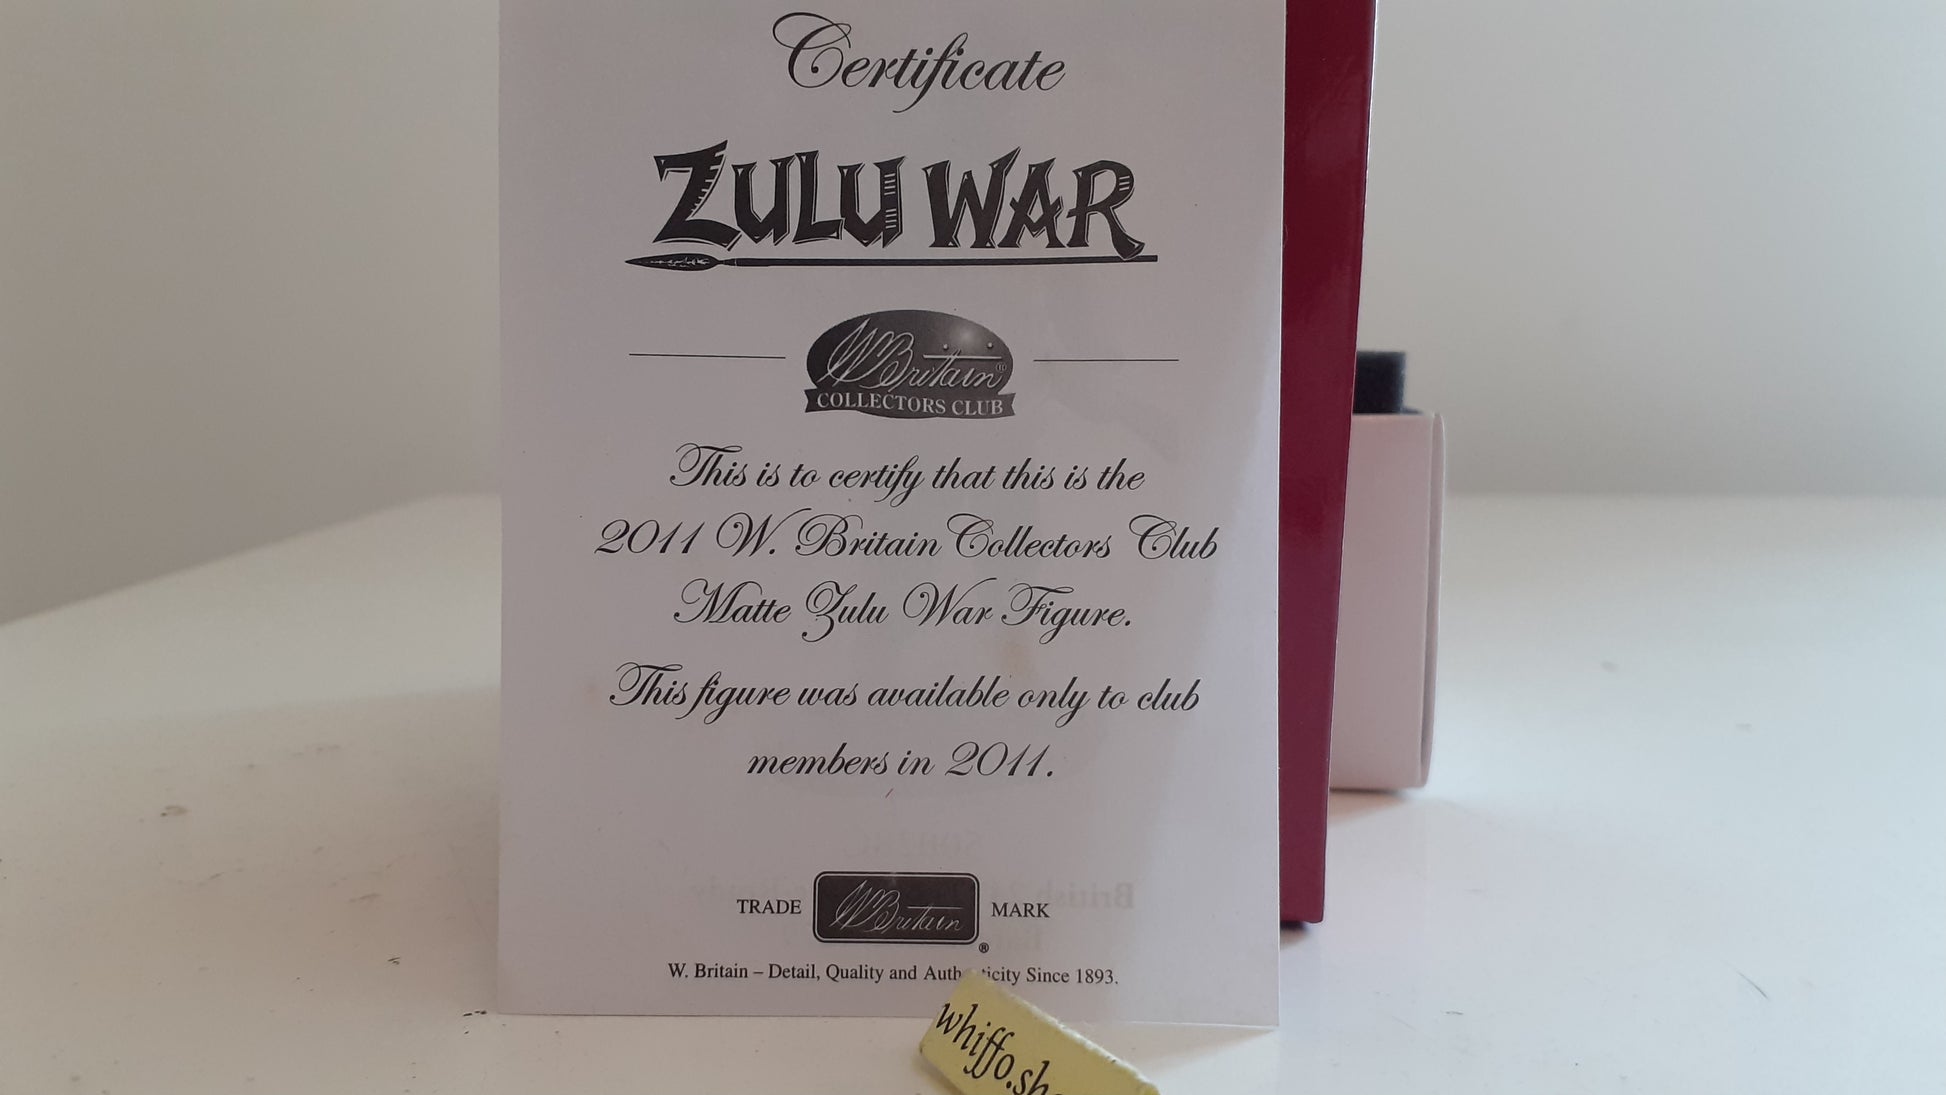 Certificate
ZULU WAR
W Britain®
COLLECTORS CLUB
This is to certify that this is the
2011 W. Britain Collectors Club
Matte Zulu War Figure.
This figure was available only to club
members in 2011.
TRADE W Britain MARK
®
W. Britain – Detail, Quality and Auth icity Since 1893.
whiffo.sh